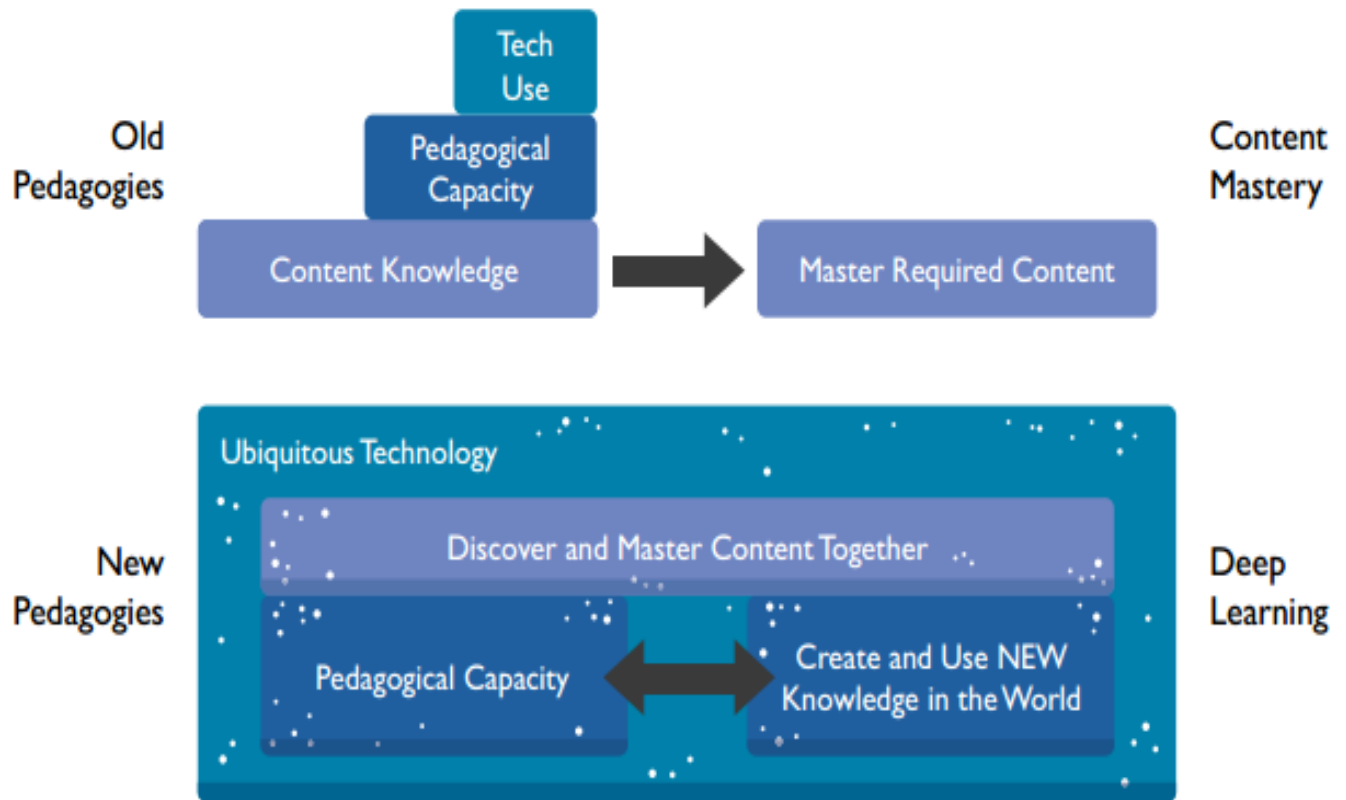 Tech
Use
Old
Pedagogies
Pedagogical
Capacity
Content
Mastery
Content Knowledge
Master Required Content
Ubiquitous Technology
Discover and Master Content Together
New
Pedagogies
Deep
Learning
Pedagogical Capacity
Create and Use NEW
Knowledge in the World